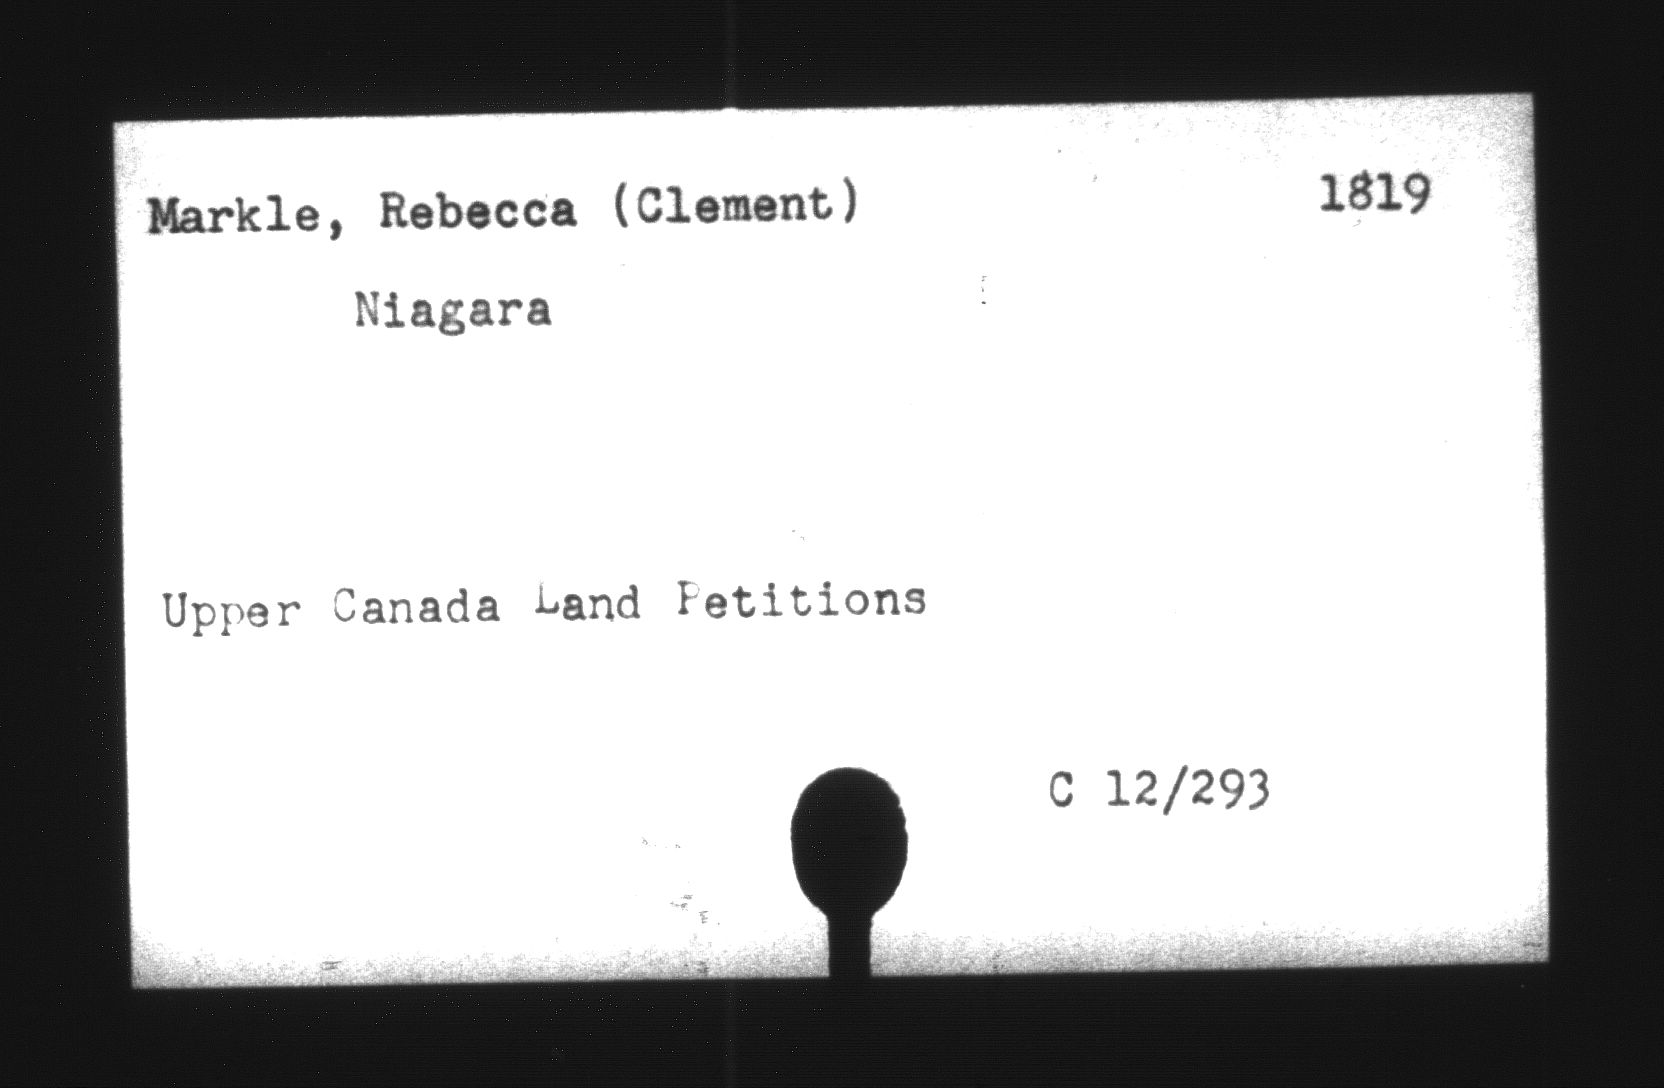 Markle, Rebecca (Clement) 1819
Niagara
Upper Canada Land Petitions
C 12/293